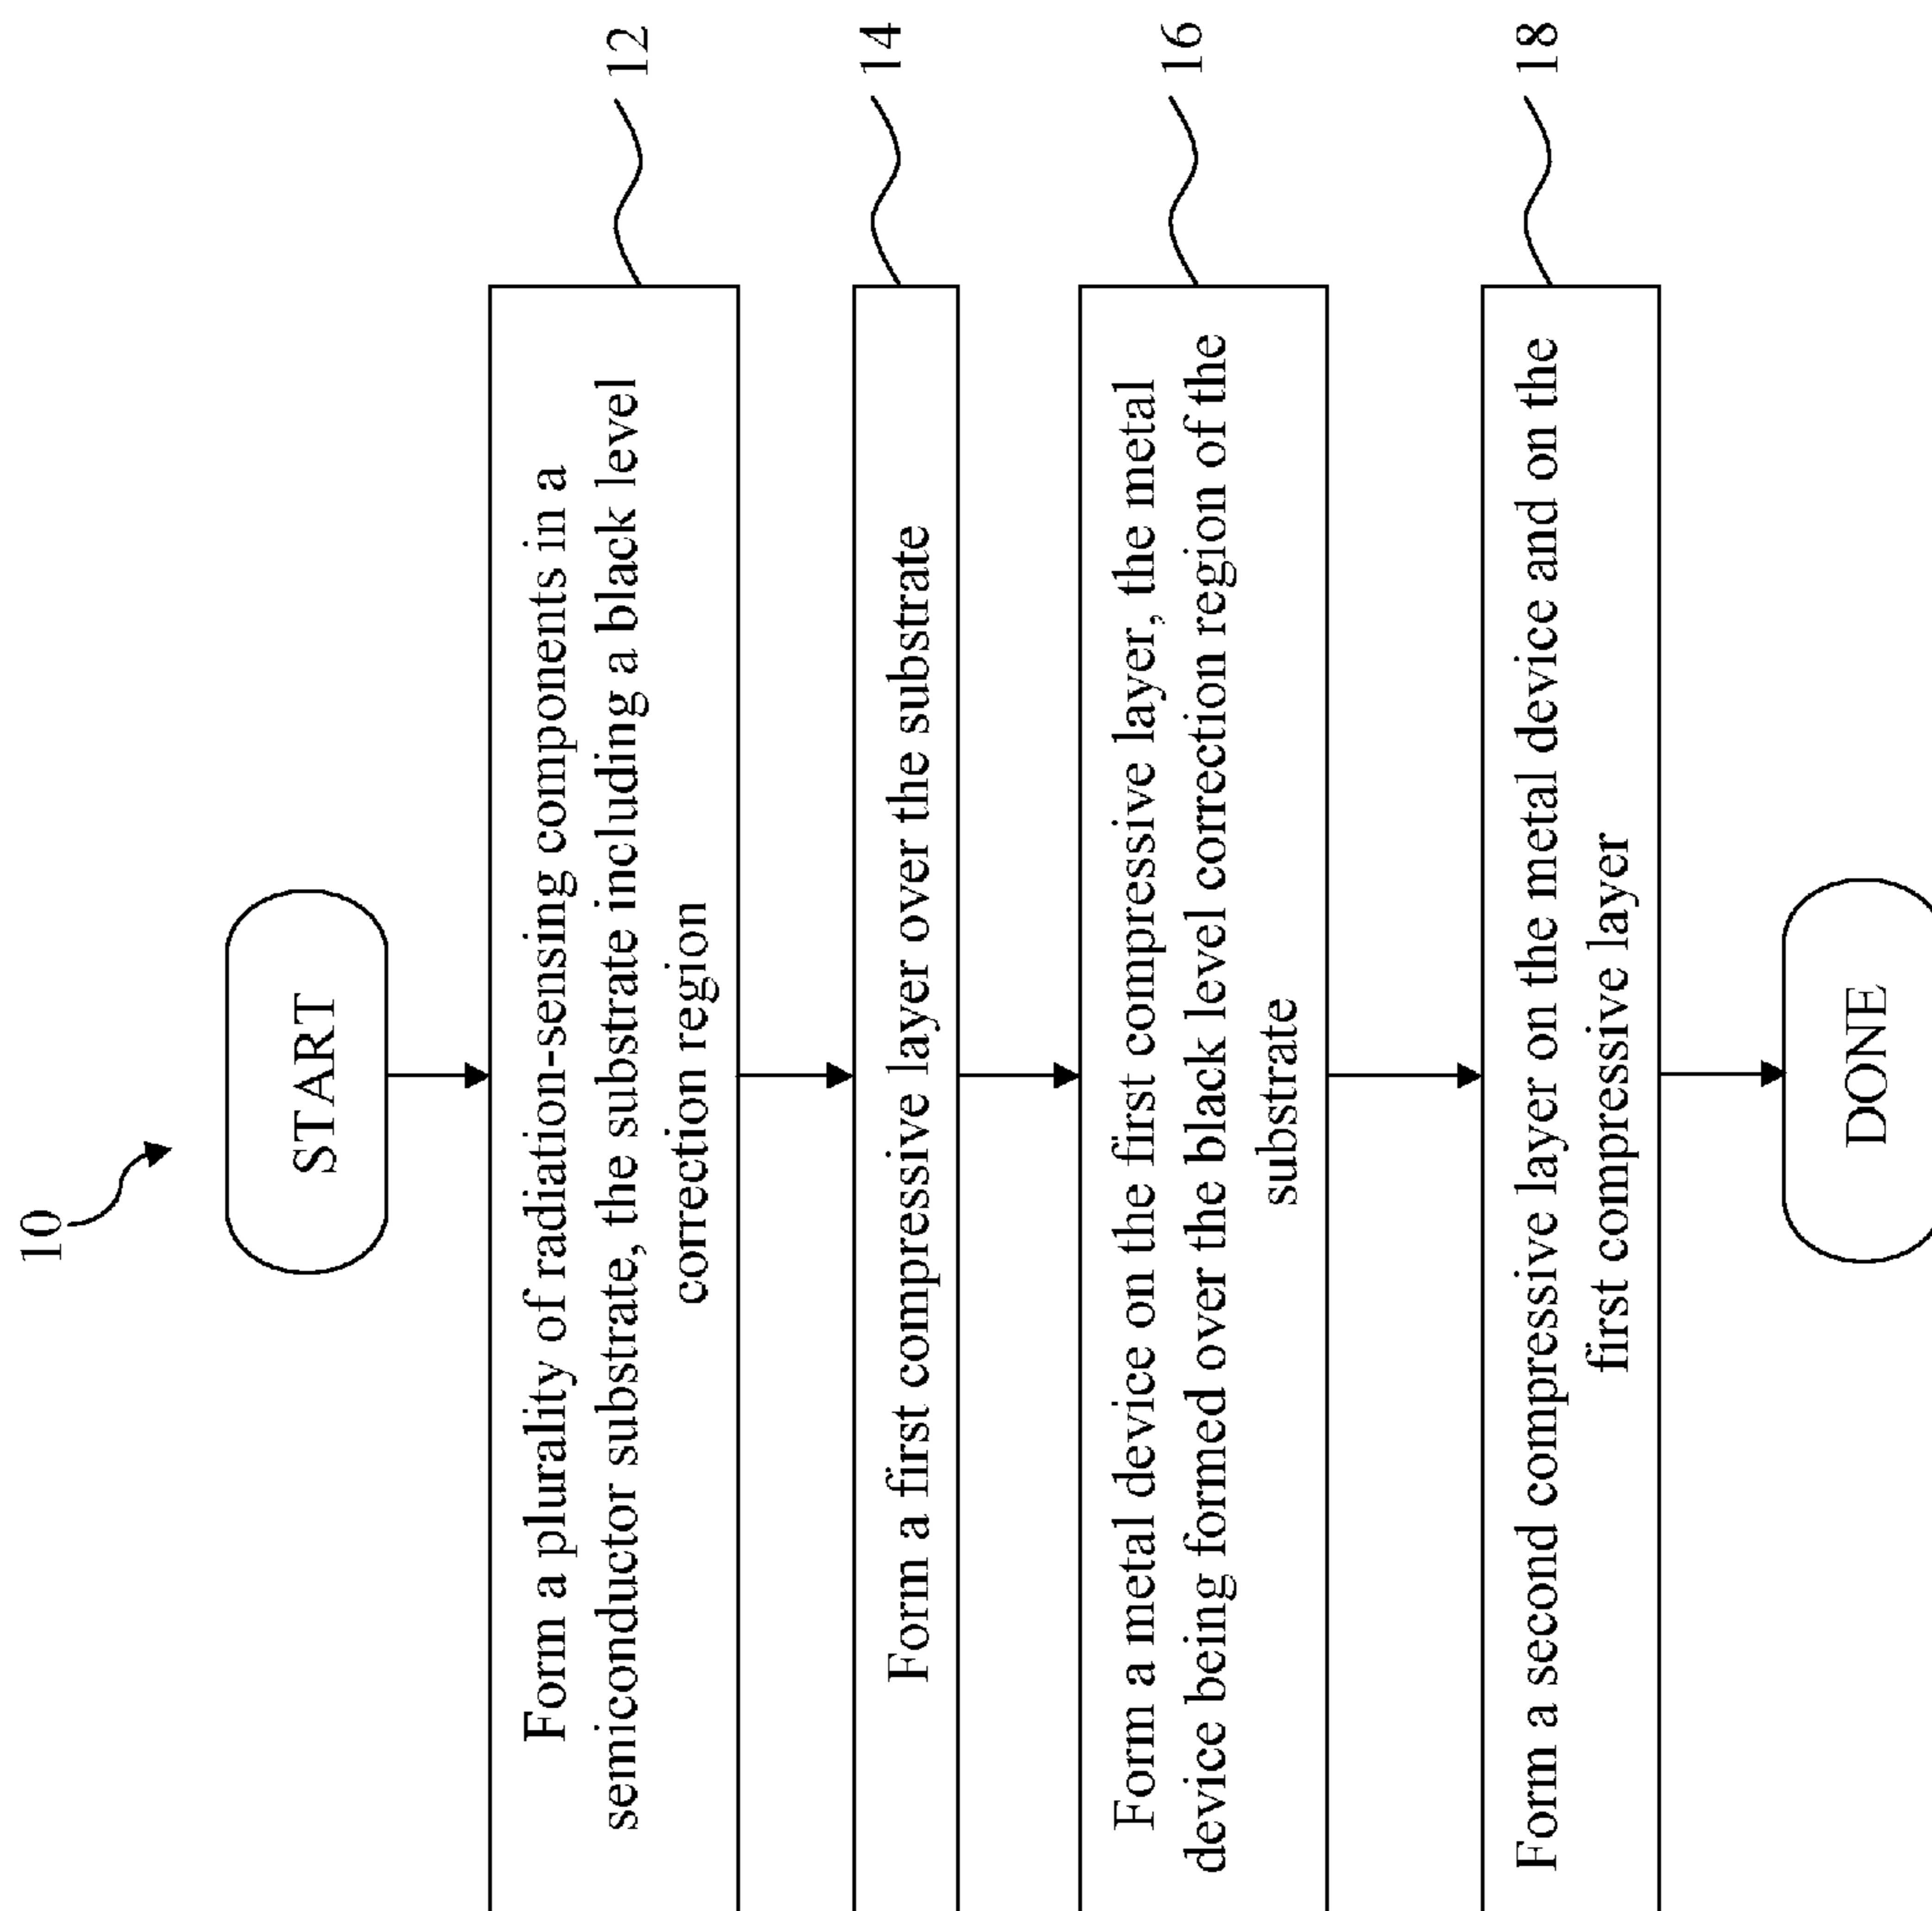 10
START
Form a plurality of radiation-sensing components in a
semiconductor substrate, the substrate including a black level
correction region
12
Form a first compressive layer over the substrate
14
Form a metal device on the first compressive layer, the metal
device being formed over the black level correction region of the
substrate
16
Form a second compressive layer on the metal device and on the
first compressive layer
18
DONE